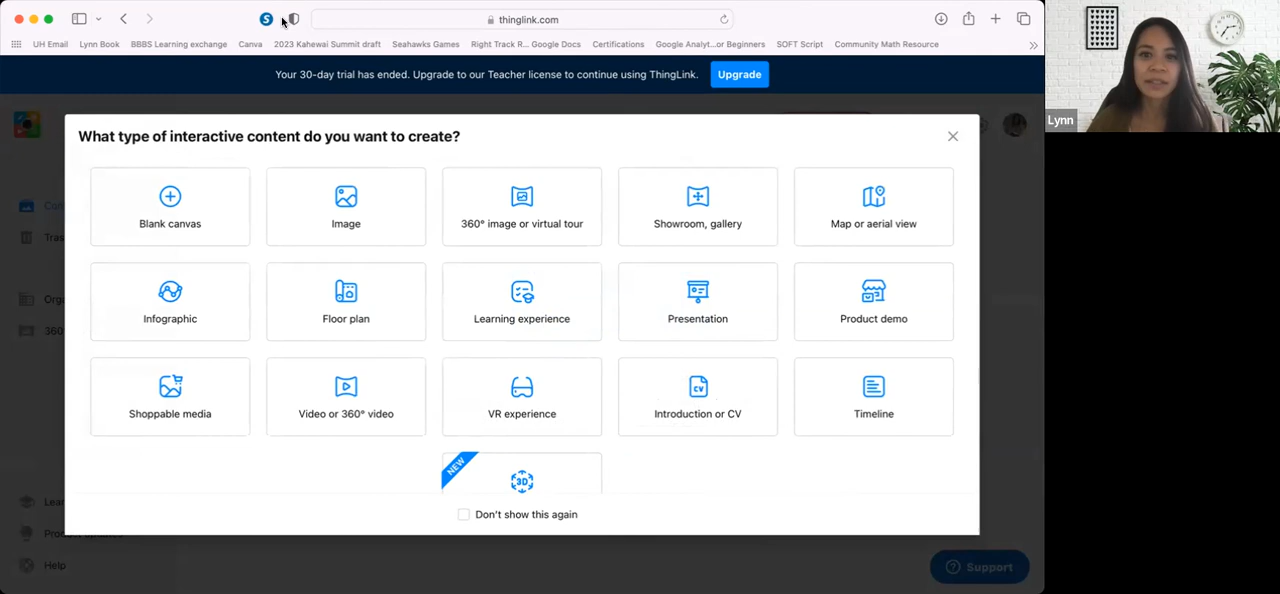 thinglink.com
UH Email Lynn Book BBBS Learning exchange Canva 2023 Kahewai Summit draft Seahawks Games Right Track R... Google Docs Certifications Google Analyt...or Beginners SOFT Script Community Math Resource
Your 30-day trial has ended. Upgrade to our Teacher license to continue using ThingLink. Upgrade
Lynn
What type of interactive content do you want to create?
Blank canvas Image 360° image or virtual tour Showroom, gallery Map or aerial view
Infographic Floor plan Learning experience Presentation Product demo
Shoppable media Video or 360° video VR experience Introduction or CV Timeline
NEW
3D
Don't show this again
Help
Support